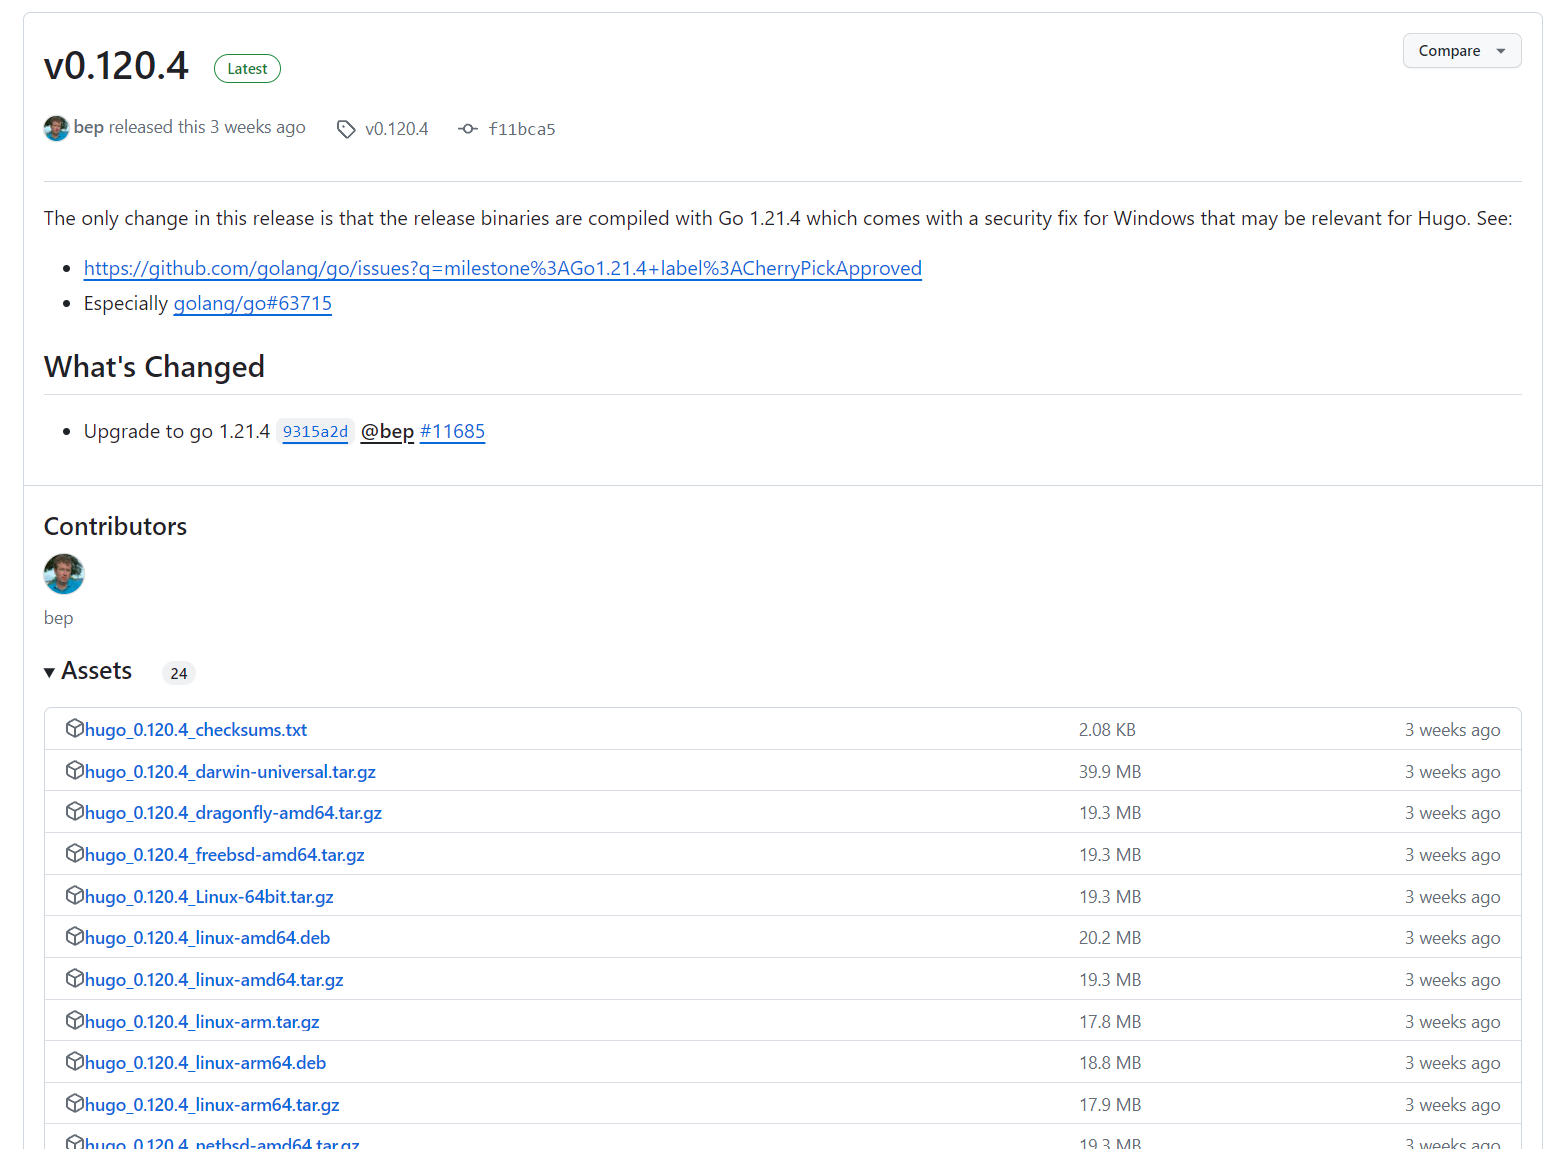 v0.120.4 Latest Compare
bep released this 3 weeks ago v0.120.4 f11bca5
The only change in this release is that the release binaries are compiled with Go 1.21.4 which comes with a security fix for Windows that may be relevant for Hugo. See:
https://github.com/golang/go/issues?q=milestone%3AGo1.21.4+label%3ACherryPickApproved
Especially golang/go#63715
What's Changed
Upgrade to go 1.21.4 9315a2d @bep #11685
Contributors
bep
Assets 24
hugo_0.120.4_checksums.txt 2.08 KB 3 weeks ago
hugo_0.120.4_darwin-universal.tar.gz 39.9 MB 3 weeks ago
hugo_0.120.4_dragonfly-amd64.tar.gz 19.3 MB 3 weeks ago
hugo_0.120.4_freebsd-amd64.tar.gz 19.3 MB 3 weeks ago
hugo_0.120.4_Linux-64bit.tar.gz 19.3 MB 3 weeks ago
hugo_0.120.4_linux-amd64.deb 20.2 MB 3 weeks ago
hugo_0.120.4_linux-amd64.tar.gz 19.3 MB 3 weeks ago
hugo_0.120.4_linux-arm.tar.gz 17.8 MB 3 weeks ago
hugo_0.120.4_linux-arm64.deb 18.8 MB 3 weeks ago
hugo_0.120.4_linux-arm64.tar.gz 17.9 MB 3 weeks ago
hugo_0.120.4_netbsd-amd64.tar.gz 19.3 MB 3 weeks ago